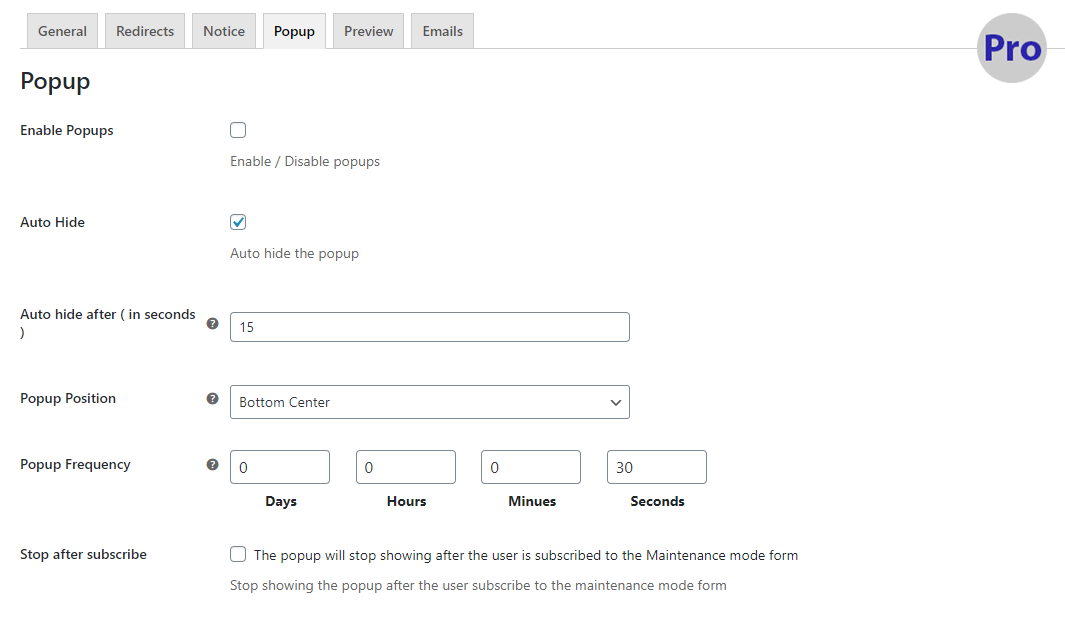 General Redirects Notice Popup Preview Emails
Pro
Popup
Enable Popups
Enable / Disable popups
Auto Hide
Auto hide the popup
Auto hide after ( in seconds
)
? 15
Popup Position ? Bottom Center
Popup Frequency ? 0 0 0 30
Days Hours Minues Seconds
Stop after subscribe The popup will stop showing after the user is subscribed to the Maintenance mode form
Stop showing the popup after the user subscribe to the maintenance mode form